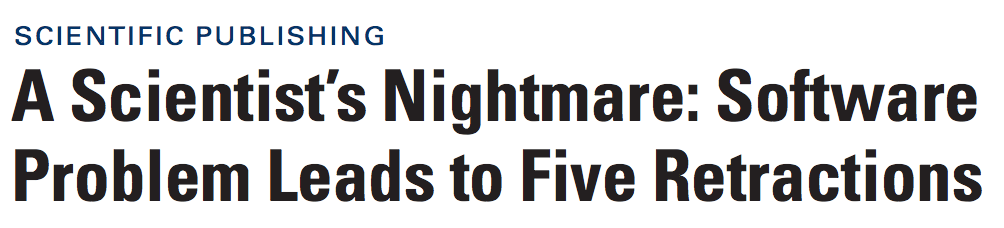 SCIENTIFIC PUBLISHING
A Scientist’s Nightmare: Software
Problem Leads to Five Retractions